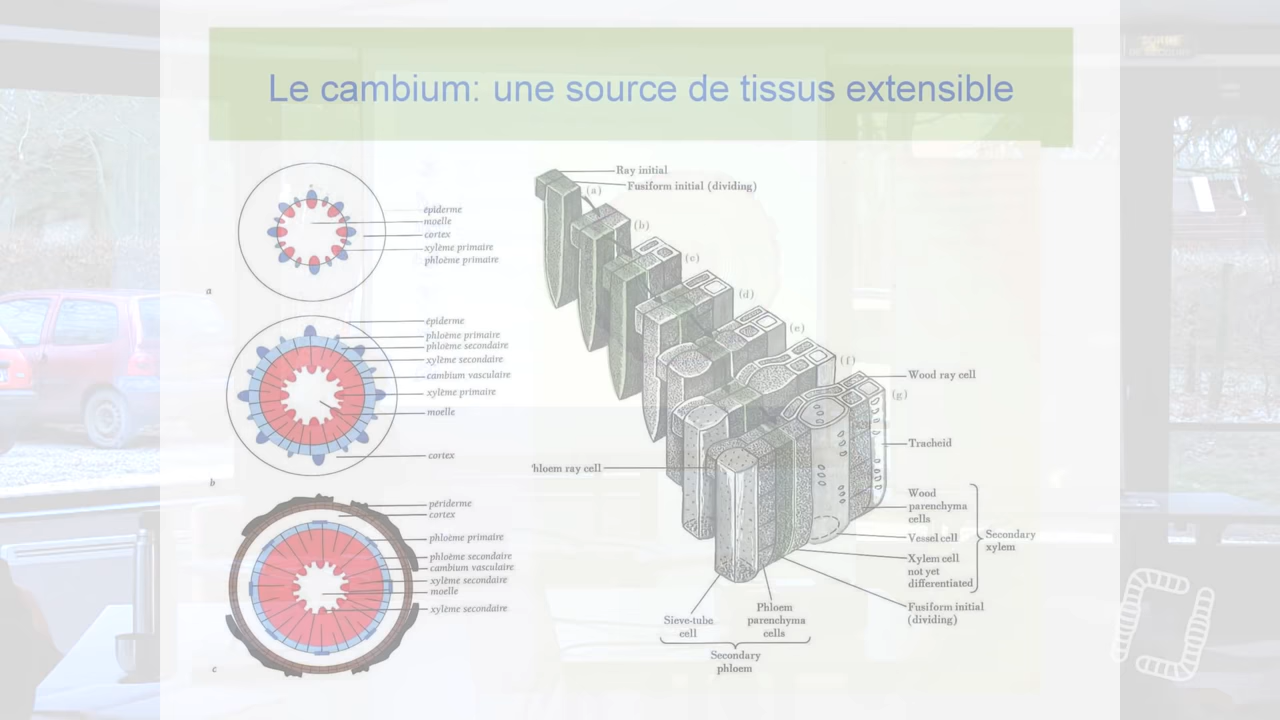 Le cambium: une source de tissus extensible
épiderme
moelle
cortex
xylème primaire
phloème primaire
a
épiderme
phloème primaire
phloème secondaire
xylème secondaire
cambium vasculaire
xylème primaire
moelle
cortex
b
périderme
cortex
phloème primaire
phloème secondaire
cambium vasculaire
xylème secondaire
moelle
xylème secondaire
c
Ray initial
Fusiform initial (dividing)
(a)
(b)
(c)
(d)
(e)
(f)
(g)
Wood ray cell
Tracheid
hloem ray cell
Wood
parenchyma
cells
Vessel cell
Xylem cell
not yet
differentiated
Secondary
xylem
Fusiform initial
(dividing)
Sieve-tube
cell
Phloem
parenchyma
cells
Secondary
phloem